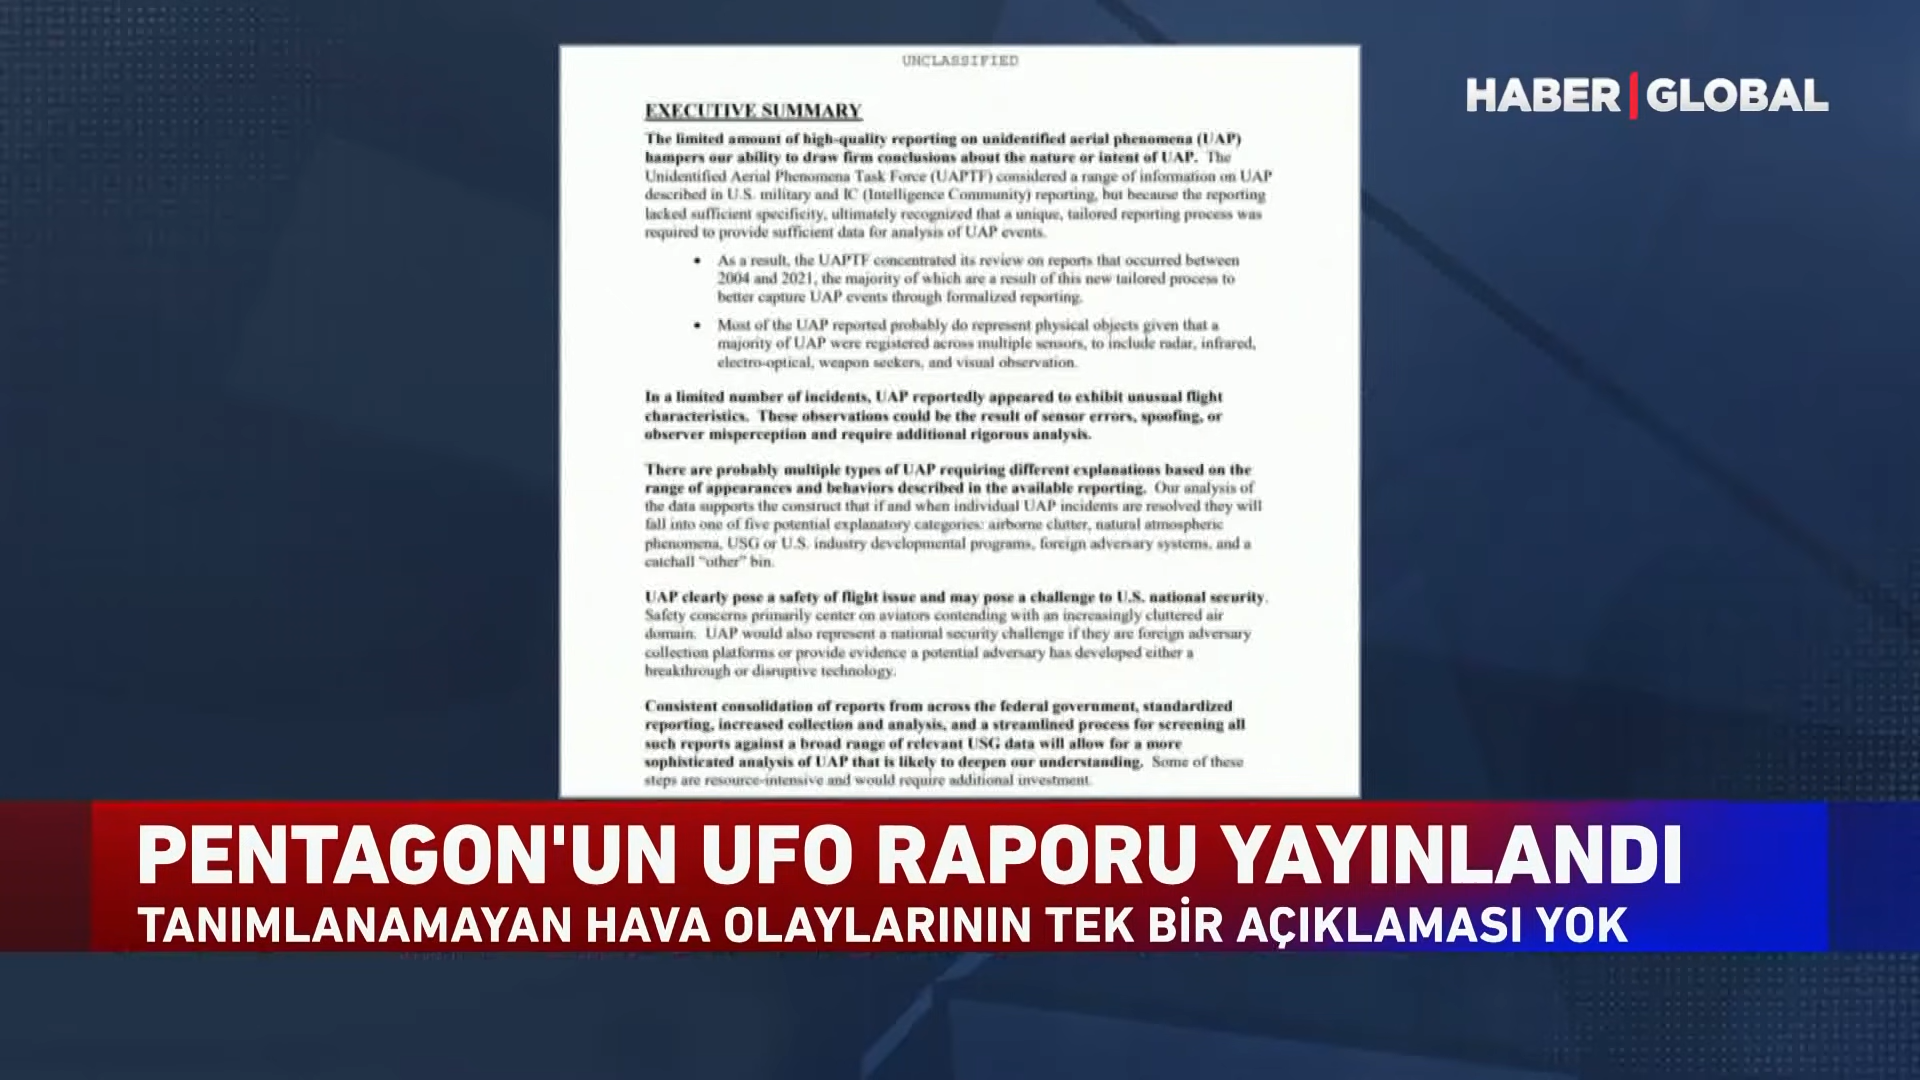 UNCLASSIFIED
HABER GLOBAL
EXECUTIVE SUMMARY
The limited amount of high-quality reporting on unidentified aerial phenomena (UAP)
hampers our ability to draw firm conclusions about the nature or intent of UAP. The
Unidentified Aerial Phenomena Task Force (UAPTF) considered a range of information on UAP
described in U.S. military and IC (Intelligence Community) reporting, but because the reporting
lacked sufficient specificity, ultimately recognized that a unique, tailored reporting process was
required to provide sufficient data for analysis of UAP events.
• As a result, the UAPTF concentrated its review on reports that occurred between
2004 and 2021, the majority of which are a result of this new tailored process to
better capture UAP events through formalized reporting.
• Most of the UAP reported probably do represent physical objects given that a
majority of UAP were registered across multiple sensors, to include radar, infrared,
electro-optical, weapon seekers, and visual observation.
In a limited number of incidents, UAP reportedly appeared to exhibit unusual flight
characteristics. These observations could be the result of sensor errors, spoofing, or
observer misperception and require additional rigorous analysis.
There are probably multiple types of UAP requiring different explanations based on the
range of appearances and behaviors described in the available reporting. Our analysis of
the data supports the construct that if and when individual UAP incidents are resolved they will
fall into one of five potential explanatory categories: airborne clutter, natural atmospheric
phenomena, USG or U.S. industry developmental programs, foreign adversary systems, and a
catchall "other" bin.
UAP clearly pose a safety of flight issue and may pose a challenge to U.S. national security.
Safety concerns primarily center on aviators contending with an increasingly cluttered air
domain. UAP would also represent a national security challenge if they are foreign adversary
collection platforms or provide evidence a potential adversary has developed either a
breakthrough or disruptive technology.
Consistent consolidation of reports from across the federal government, standardized
reporting, increased collection and analysis, and a streamlined process for screening all
such reports against a broad range of relevant USG data will allow for a more
sophisticated analysis of UAP that is likely to deepen our understanding. Some of these
steps are resource-intensive and would require additional investment.
PENTAGON'UN UFO RAPORU YAYINLANDI
TANIMLANAMAYAN HAVA OLAYLARININ TEK BİR AÇIKLAMASI YOK